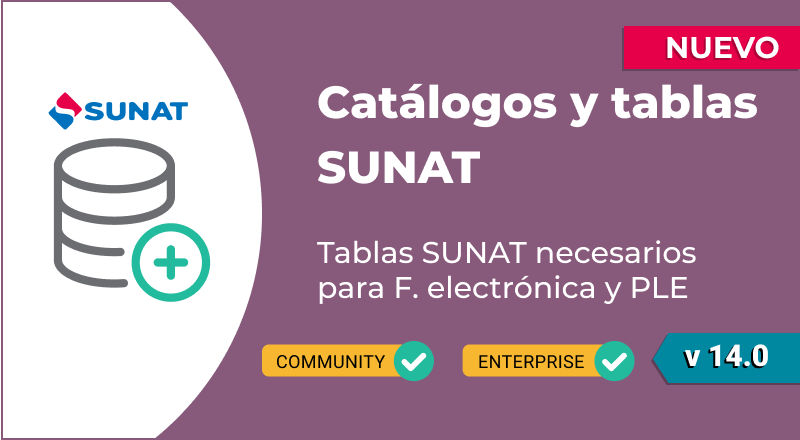 NUEVO
SUNAT
Catálogos y tablas
SUNAT
Tablas SUNAT necesarios
para F. electrónica y PLE
COMMUNITY
ENTERPRISE
v 14.0